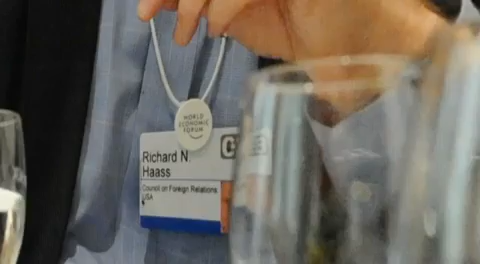 WORLD
ECONOMIC
FORUM
Richard N.
Haass
Council on Foreign Relations,
USA